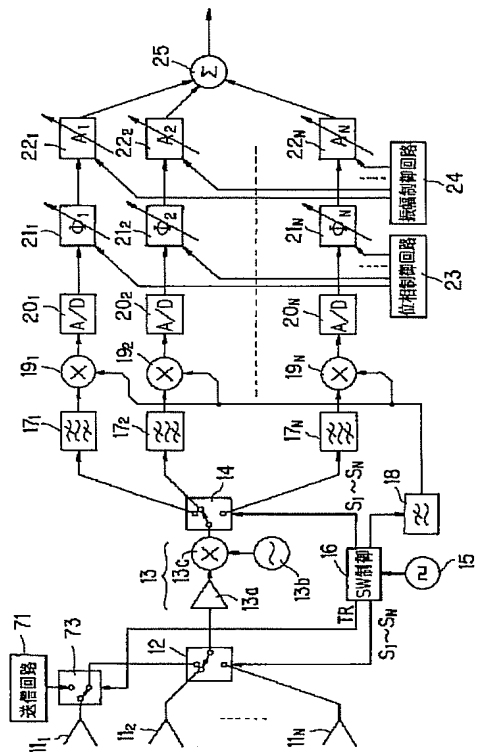 送信回路
71
73
11₁
11₂
11N
12
13
13a
13b
13c
14
15
16
SW制御
TR
S₁~SN
S₁~SN
17₁
17₂
17N
18
19₁
19₂
19N
20₁
A/D
20₂
A/D
20N
A/D
21₁
Φ₁
21₂
Φ₂
21N
ΦN
22₁
A₁
22₂
A₂
22N
AN
位相制御回路
23
振幅制御回路
24
25
Σ